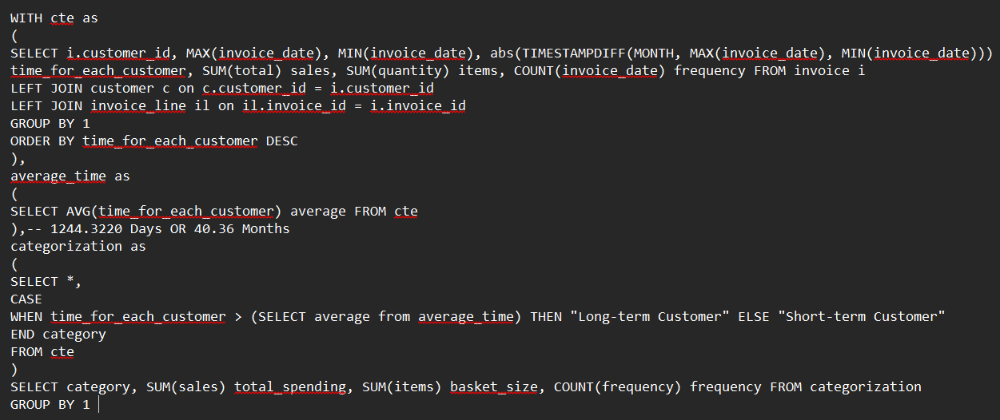 WITH cte as
(
SELECT i.customer_id, MAX(invoice_date), MIN(invoice_date), abs(TIMESTAMPDIFF(MONTH, MAX(invoice_date), MIN(invoice_date)))
time_for_each_customer, SUM(total) sales, SUM(quantity) items, COUNT(invoice_date) frequency FROM invoice i
LEFT JOIN customer c on c.customer_id = i.customer_id
LEFT JOIN invoice_line il on il.invoice_id = i.invoice_id
GROUP BY 1
ORDER BY time_for_each_customer DESC
),
average_time as
(
SELECT AVG(time_for_each_customer) average FROM cte
),-- 1244.3220 Days OR 40.36 Months
categorization as
(
SELECT *,
CASE
WHEN time_for_each_customer > (SELECT average from average_time) THEN "Long-term Customer" ELSE "Short-term Customer"
END category
FROM cte
)
SELECT category, SUM(sales) total_spending, SUM(items) basket_size, COUNT(frequency) frequency FROM categorization
GROUP BY 1